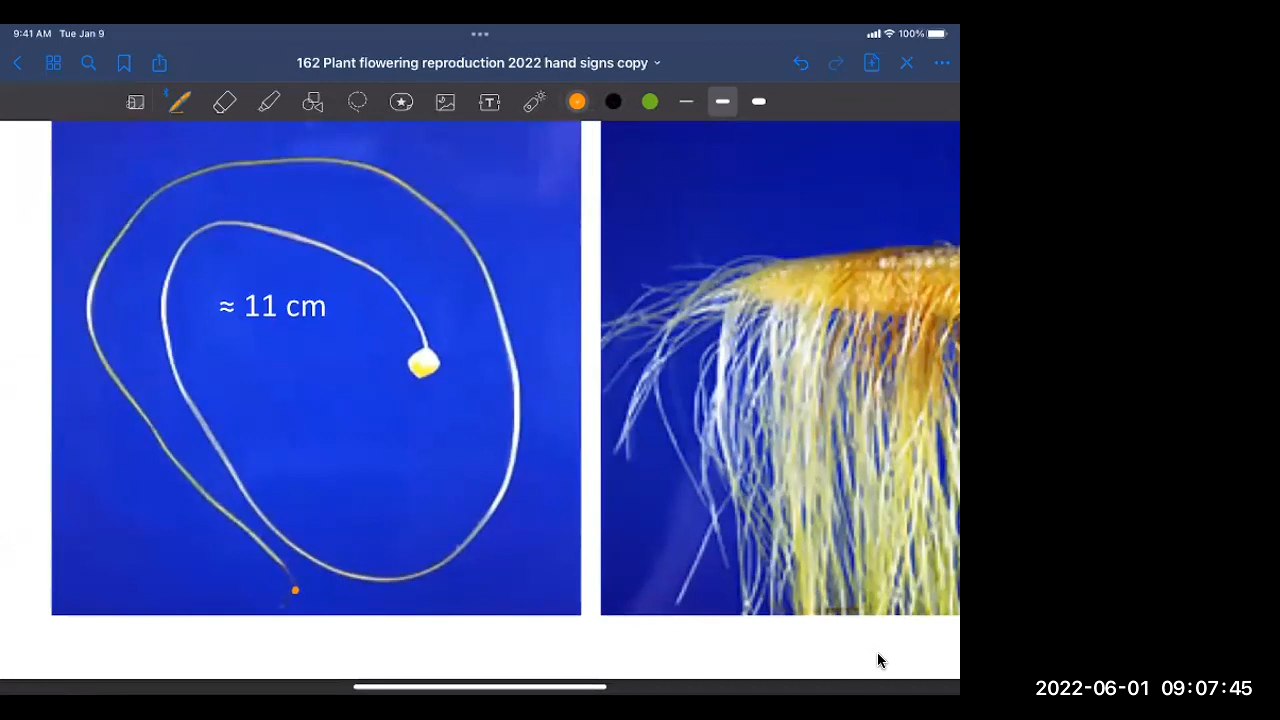 9:41 AM Tue Jan 9
100%
162 Plant flowering reproduction 2022 hand signs copy
≈ 11 cm
2022-06-01 09:07:45